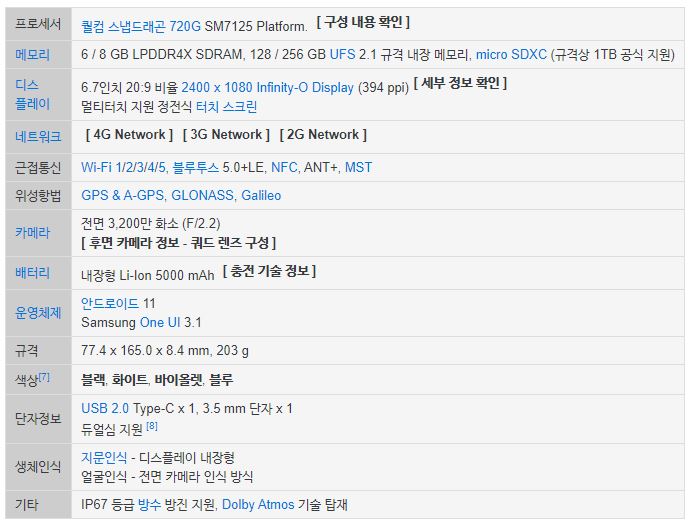 프로세서 퀄컴 스냅드래곤 720G SM7125 Platform. [ 구성 내용 확인 ]
메모리 6 / 8 GB LPDDR4X SDRAM, 128 / 256 GB UFS 2.1 규격 내장 메모리, micro SDXC (규격상 1TB 공식 지원)
디스플레이 6.7인치 20:9 비율 2400 x 1080 Infinity-O Display (394 ppi) [ 세부 정보 확인 ]
멀티터치 지원 정전식 터치 스크린
네트워크 [ 4G Network ] [ 3G Network ] [ 2G Network ]
근접통신 Wi-Fi 1/2/3/4/5, 블루투스 5.0+LE, NFC, ANT+, MST
위성항법 GPS & A-GPS, GLONASS, Galileo
카메라 전면 3,200만 화소 (F/2.2)
[ 후면 카메라 정보 - 쿼드 렌즈 구성 ]
배터리 내장형 Li-Ion 5000 mAh [ 충전 기술 정보 ]
운영체제 안드로이드 11
Samsung One UI 3.1
규격 77.4 x 165.0 x 8.4 mm, 203 g
색상[7] 블랙, 화이트, 바이올렛, 블루
단자정보 USB 2.0 Type-C x 1, 3.5 mm 단자 x 1
듀얼심 지원 [8]
생체인식 지문인식 - 디스플레이 내장형
얼굴인식 - 전면 카메라 인식 방식
기타 IP67 등급 방수 방진 지원, Dolby Atmos 기술 탑재